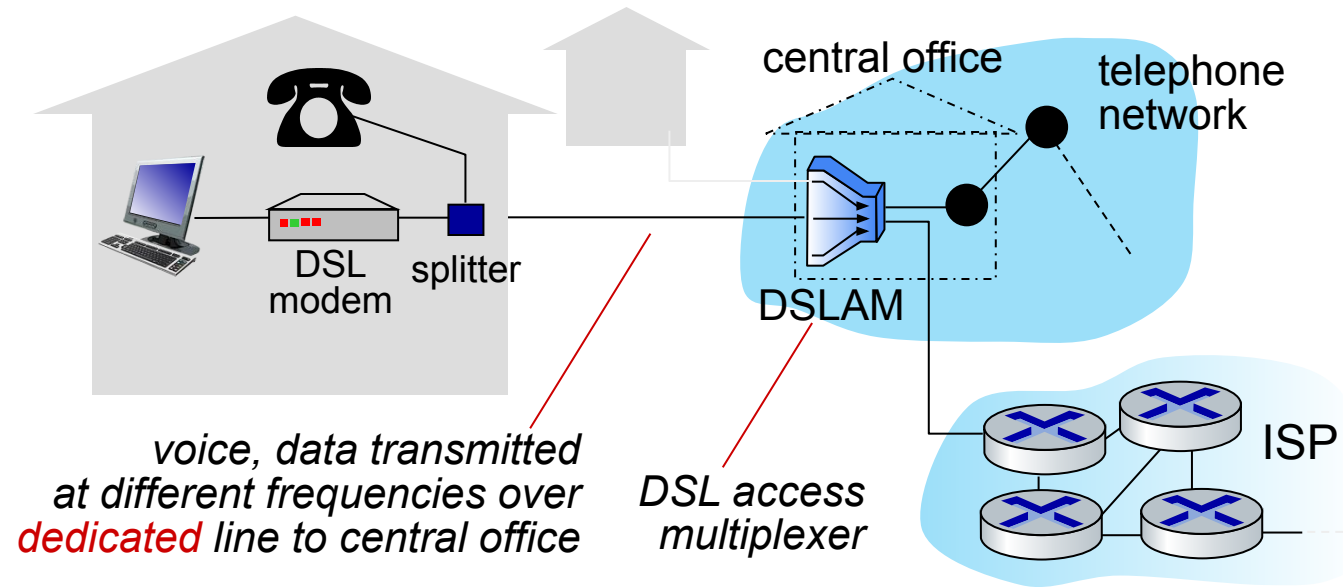 central office
telephone
network
DSL
modem
splitter
DSLAM
ISP
voice, data transmitted
at different frequencies over
dedicated line to central office
DSL access
multiplexer